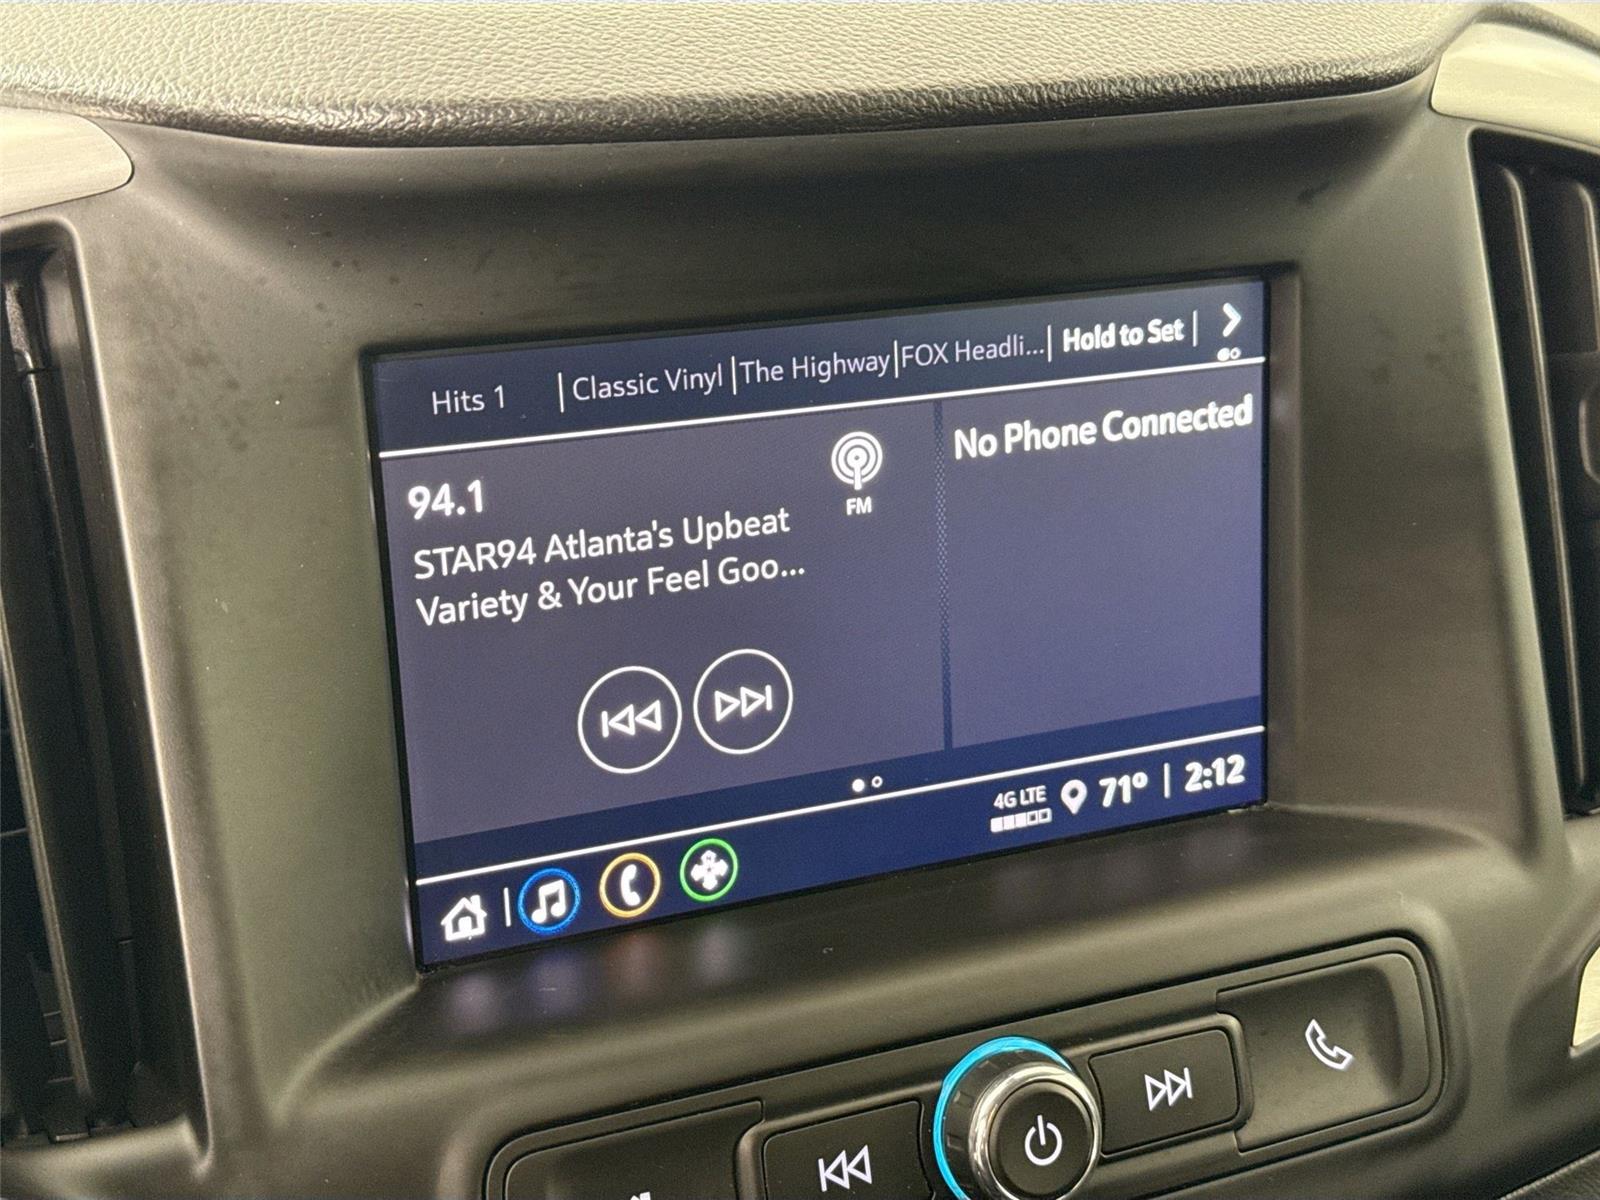 Hits 1 | Classic Vinyl | The Highway | FOX Headli... | Hold to Set |
94.1
FM
STAR94 Atlanta's Upbeat
Variety & Your Feel Goo...
No Phone Connected
4G LTE 71° | 2:12